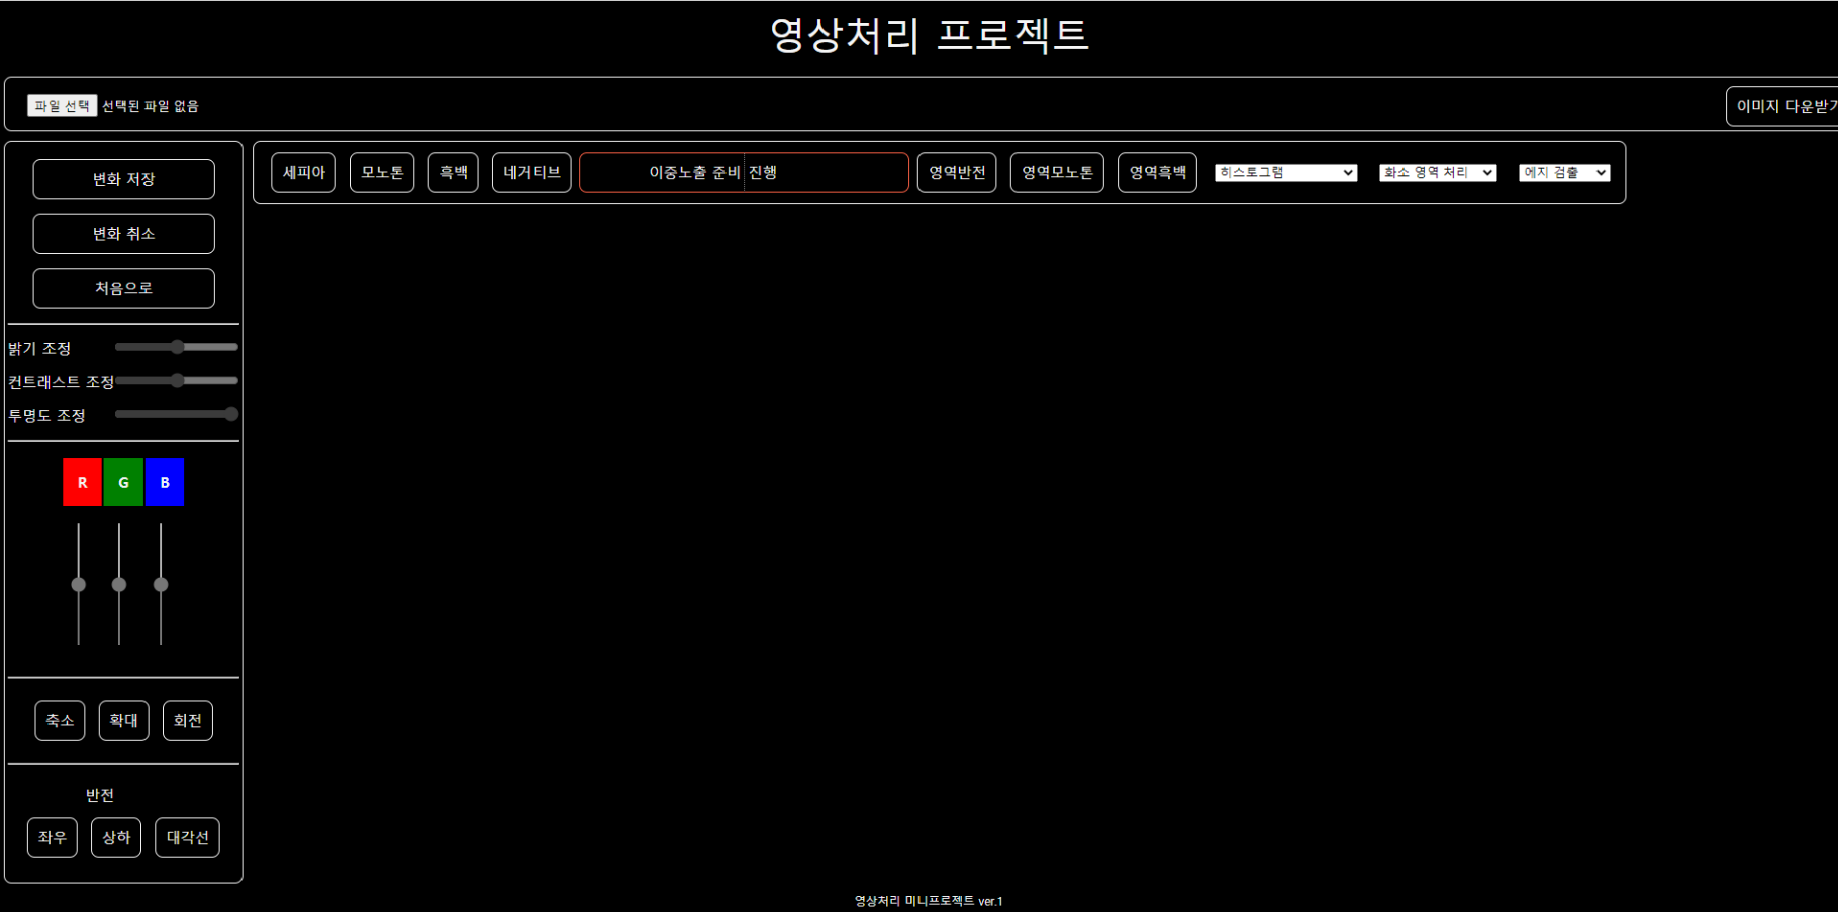 영상처리 프로젝트
파일 선택 선택된 파일 없음
이미지 다운받기
변화 저장
변화 취소
처음으로
밝기 조정
컨트래스트 조정
투명도 조정
R G B
축소 확대 회전
반전
좌우 상하 대각선
세피아 모노톤 흑백 네거티브 이중노출 준비 진행 영역반전 영역모노톤 영역흑백 히스토그램 화소 영역 처리 에지 검출
영상처리 미니프로젝트 ver.1